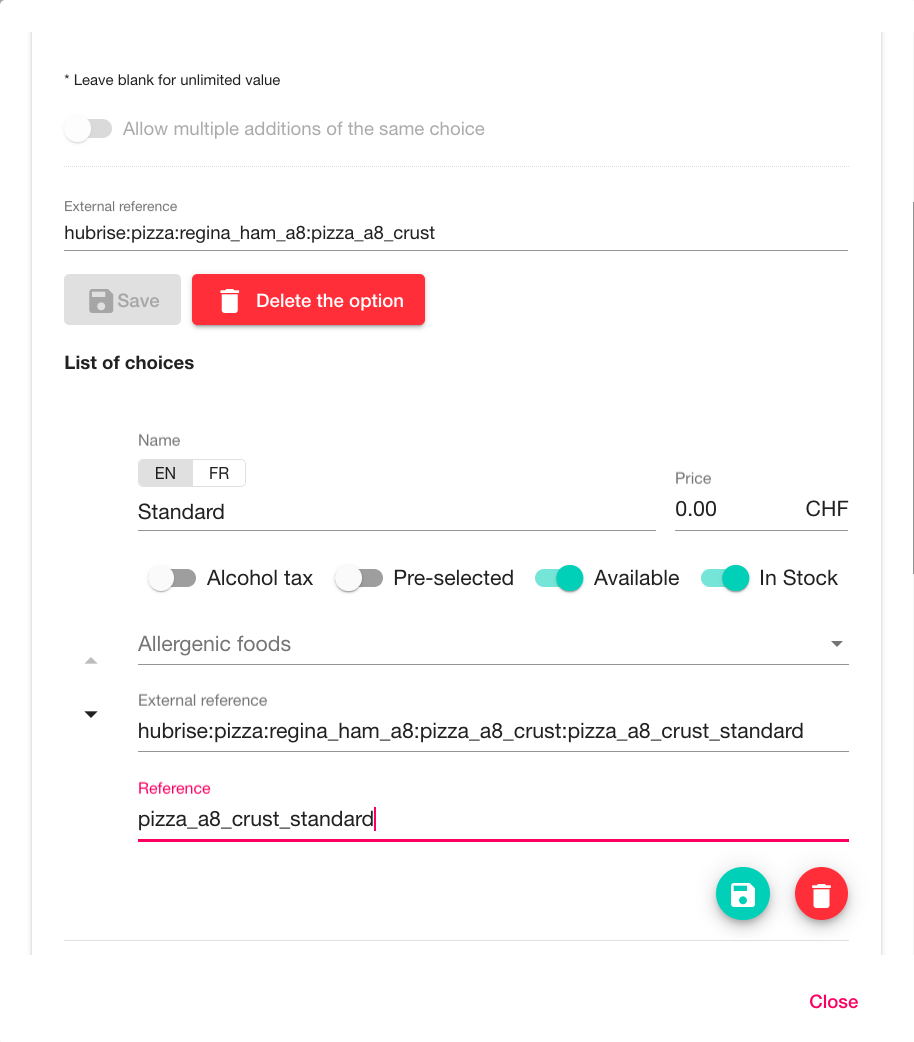 * Leave blank for unlimited value
Allow multiple additions of the same choice
External reference
hubrise:pizza:regina_ham_a8:pizza_a8_crust
Save
Delete the option
List of choices
Name
EN FR
Price
Standard
0.00 CHF
Alcohol tax Pre-selected Available In Stock
Allergenic foods
External reference
hubrise:pizza:regina_ham_a8:pizza_a8_crust:pizza_a8_crust_standard
Reference
pizza_a8_crust_standard
Close